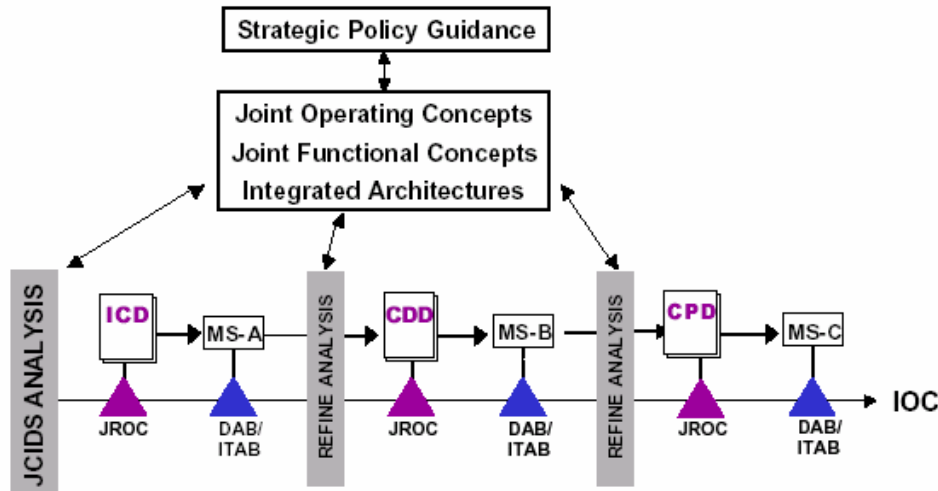 Strategic Policy Guidance
Joint Operating Concepts
Joint Functional Concepts
Integrated Architectures
JCIDS ANALYSIS
ICD
MS-A
REFINE ANALYSIS
CDD
MS-B
REFINE ANALYSIS
CPD
MS-C
IOC
JROC
DAB/
ITAB
JROC
DAB/
ITAB
JROC
DAB/
ITAB